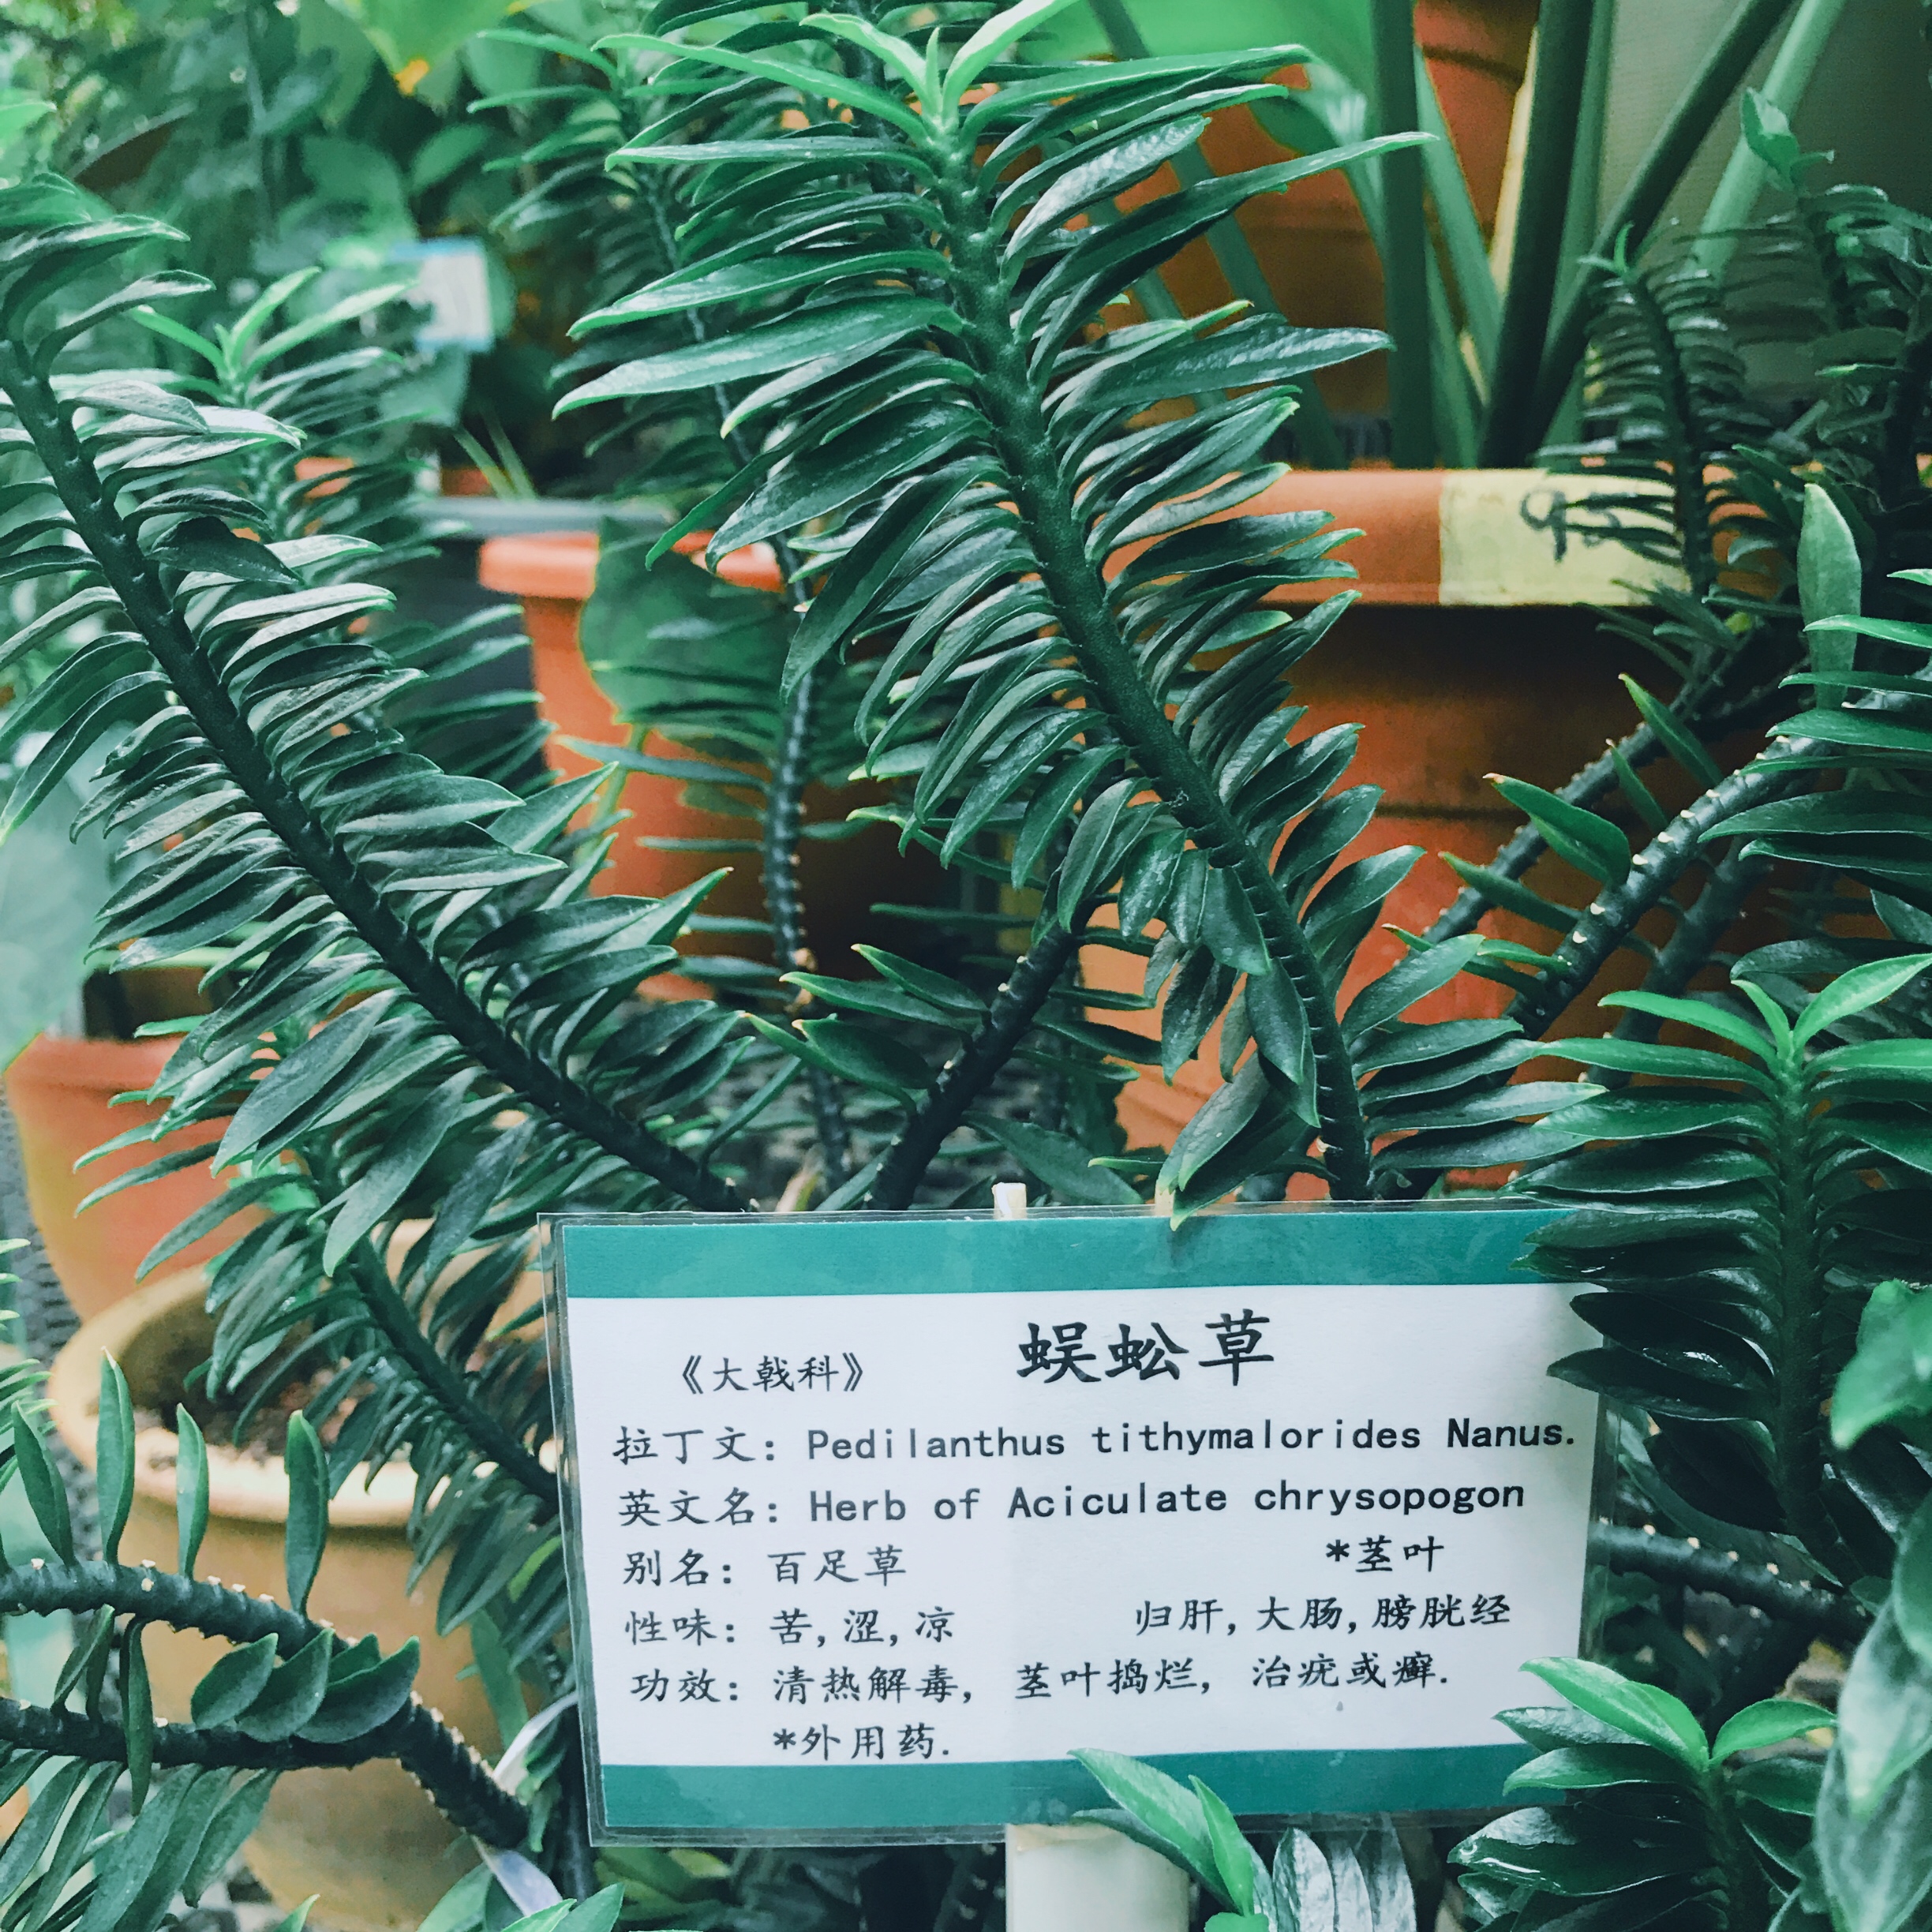 《大戟科》 蜈蚣草
拉丁文: Pedilanthus tithymalorides Nanus.
英文名: Herb of Aciculate chrysopogon
别名: 百足草 *茎叶
性味: 苦,涩,凉 归肝,大肠,膀胱经
功效: 清热解毒, 茎叶捣烂, 治疣或癣.
*外用药.